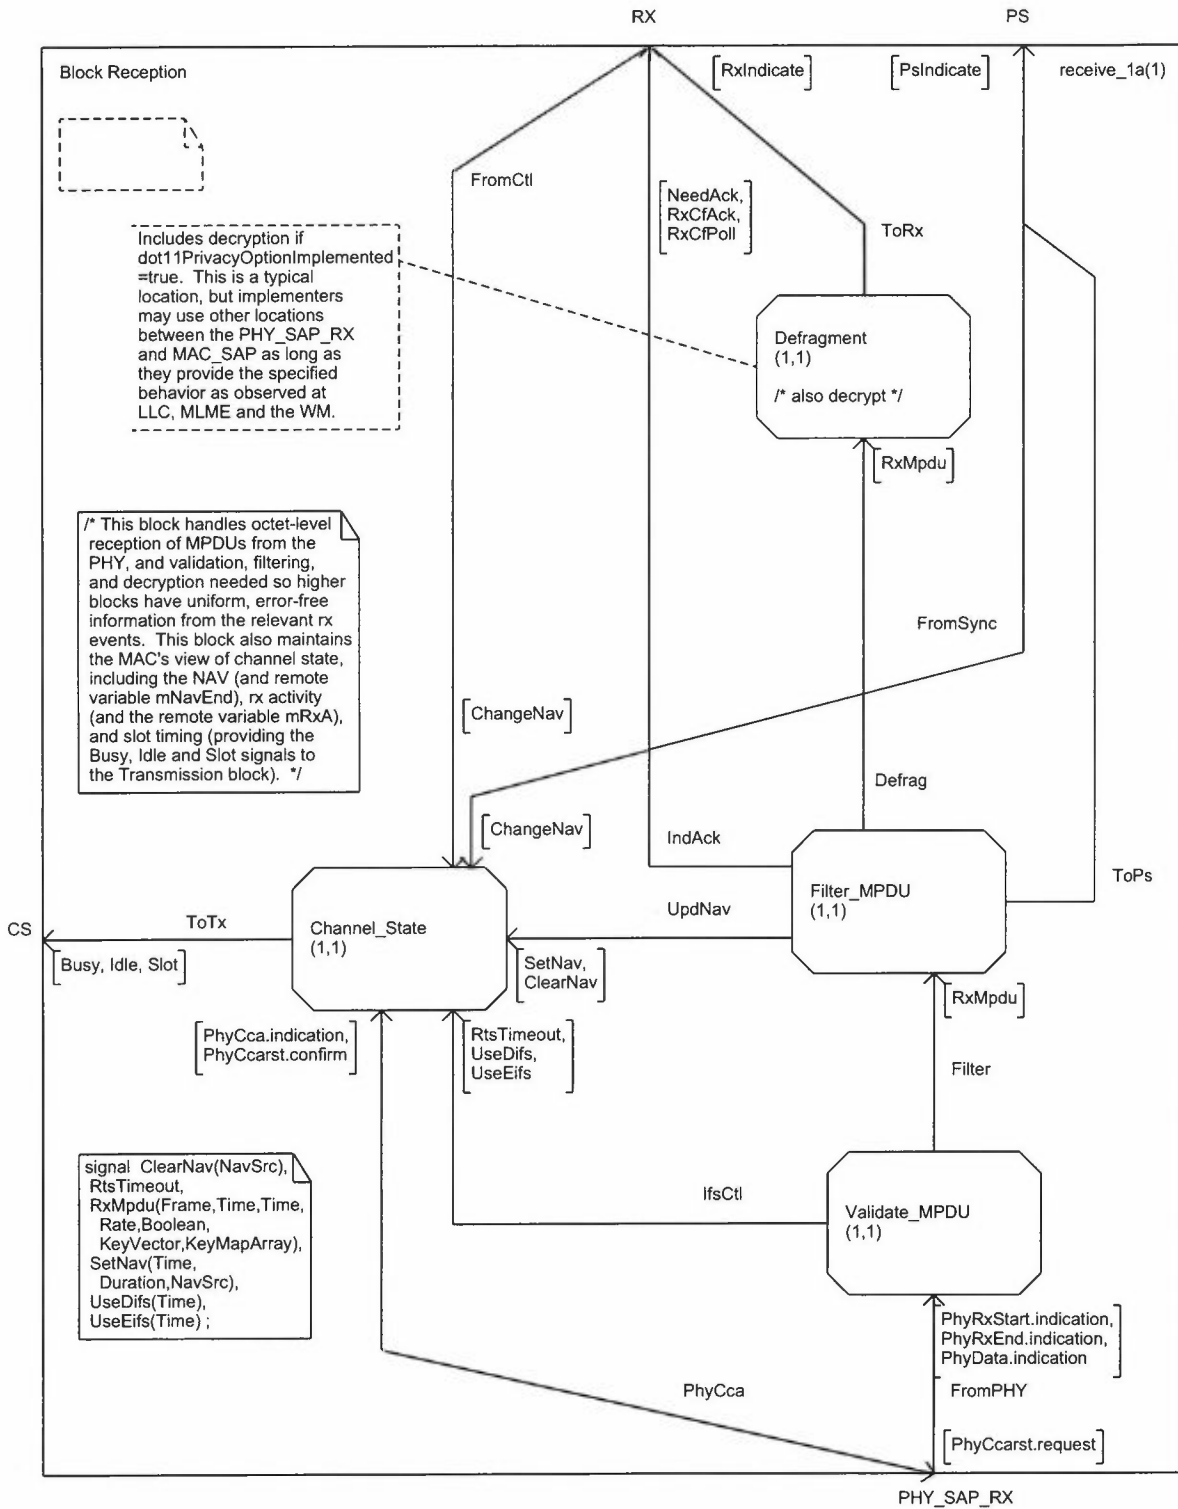 RX
PS
Block Reception
[RxIndicate]
[PsIndicate]
receive_1a(1)
FromCtl
NeedAck,
RxCfAck,
RxCfPoll
ToRx
Includes decryption if
dot11PrivacyOptionImplemented
=true. This is a typical
location, but implementers
may use other locations
between the PHY_SAP_RX
and MAC_SAP as long as
they provide the specified
behavior as observed at
LLC, MLME and the WM.
Defragment
(1,1)
/* also decrypt */
[RxMpdu]
/* This block handles octet-level
reception of MPDUs from the
PHY, and validation, filtering,
and decryption needed so higher
blocks have uniform, error-free
information from the relevant rx
events. This block also maintains
the MAC's view of channel state,
including the NAV (and remote
variable mNavEnd), rx activity
(and the remote variable mRxA),
and slot timing (providing the
Busy, Idle and Slot signals to
the Transmission block). */
FromSync
[ChangeNav]
Defrag
[ChangeNav]
IndAck
ToPs
Filter_MPDU
(1,1)
UpdNav
CS
ToTx
Channel_State
(1,1)
[Busy, Idle, Slot]
SetNav,
ClearNav
[RxMpdu]
PhyCca.indication,
PhyCcarst.confirm
RtsTimeout,
UseDifs,
UseEifs
Filter
signal ClearNav(NavSrc),
RtsTimeout,
RxMpdu(Frame,Time,Time,
Rate,Boolean,
KeyVector,KeyMapArray),
SetNav(Time,
Duration,NavSrc),
UseDifs(Time),
UseEifs(Time) ;
IfsCtl
Validate_MPDU
(1,1)
PhyRxStart.indication,
PhyRxEnd.indication,
PhyData.indication
PhyCca
FromPHY
[PhyCcarst.request]
PHY_SAP_RX